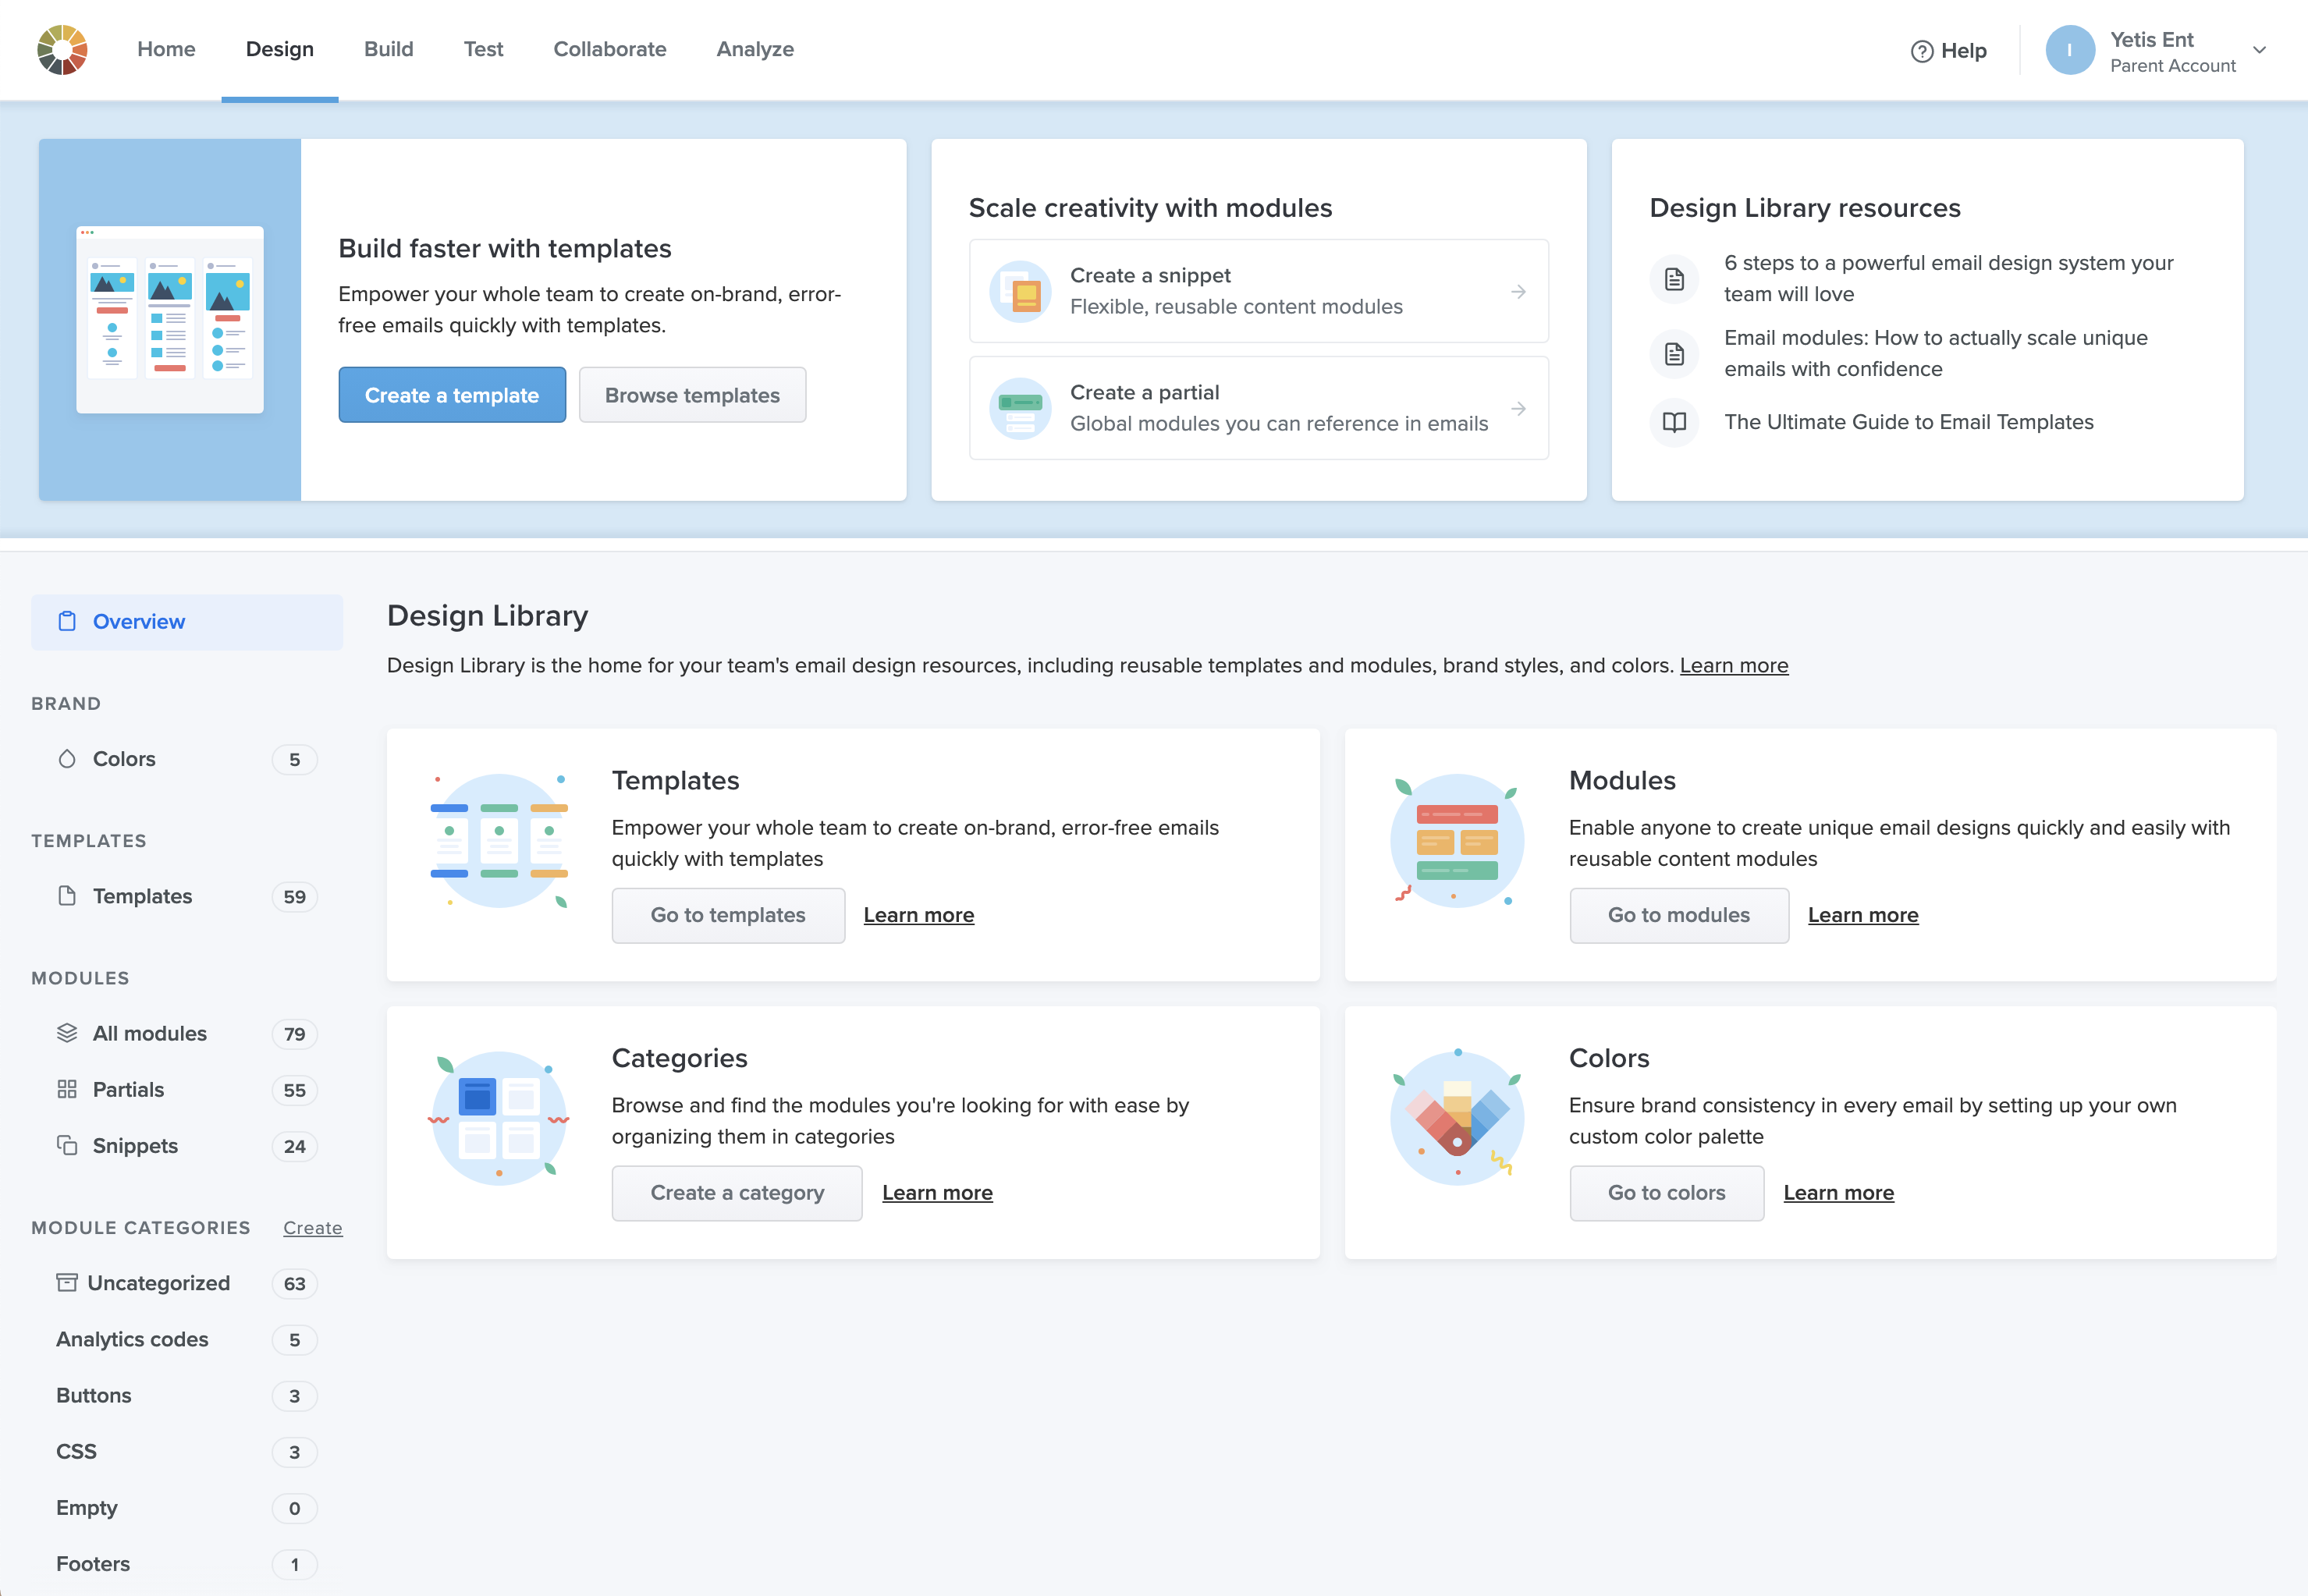 Home
Design
Build
Test
Collaborate
Analyze
Help
I
Yetis Ent
Parent Account
Build faster with templates
Empower your whole team to create on-brand, error-
free emails quickly with templates.
Create a template
Browse templates
Scale creativity with modules
Create a snippet
Flexible, reusable content modules
Create a partial
Global modules you can reference in emails
Design Library resources
6 steps to a powerful email design system your
team will love
Email modules: How to actually scale unique
emails with confidence
The Ultimate Guide to Email Templates
Overview
BRAND
Colors 5
TEMPLATES
Templates 59
MODULES
All modules 79
Partials 55
Snippets 24
MODULE CATEGORIES Create
Uncategorized 63
Analytics codes 5
Buttons 3
CSS 3
Empty 0
Footers 1
Design Library
Design Library is the home for your team's email design resources, including reusable templates and modules, brand styles, and colors. Learn more
Templates
Empower your whole team to create on-brand, error-free emails
quickly with templates
Go to templates Learn more
Modules
Enable anyone to create unique email designs quickly and easily with
reusable content modules
Go to modules Learn more
Categories
Browse and find the modules you're looking for with ease by
organizing them in categories
Create a category Learn more
Colors
Ensure brand consistency in every email by setting up your own
custom color palette
Go to colors Learn more